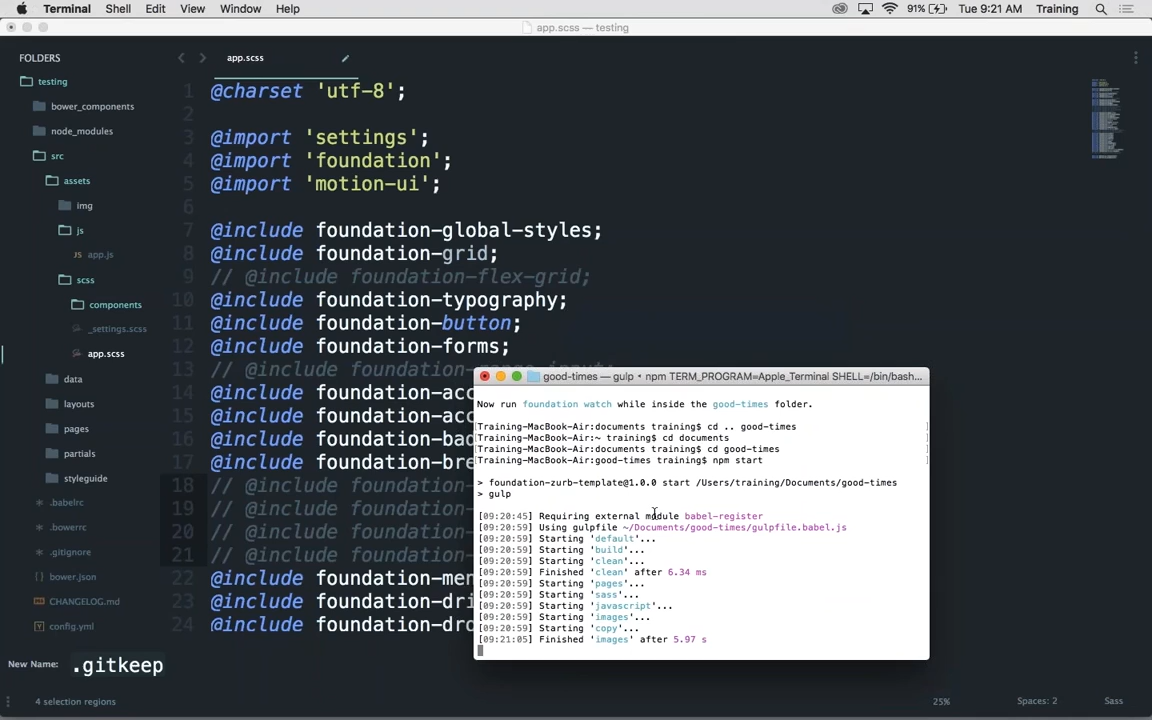 Terminal Shell Edit View Window Help 91% Tue 9:21 AM Training
app.scss — testing
FOLDERS
testing
bower_components
node_modules
src
assets
img
js
JS app.js
scss
components
_settings.scss
app.scss
data
layouts
pages
partials
styleguide
.babelrc
.bowerrc
.gitignore
bower.json
CHANGELOG.md
config.yml
app.scss
1 @charset 'utf-8';
2
3 @import 'settings';
4 @import 'foundation';
5 @import 'motion-ui';
6
7 @include foundation-global-styles;
8 @include foundation-grid;
9 // @include foundation-flex-grid;
10 @include foundation-typography;
11 @include foundation-button;
12 @include foundation-forms;
13 // @include foundation-range-input;
14 @include foundation-acc
15 @include foundation-acc
16 @include foundation-bad
17 @include foundation-bre
18 // @include foundation
19 // @include foundation
20 // @include foundation
21 // @include foundation
22 @include foundation-men
23 @include foundation-dri
24 @include foundation-dro
good-times — gulp • npm TERM_PROGRAM=Apple_Terminal SHELL=/bin/bash...
Now run foundation watch while inside the good-times folder.
Training-MacBook-Air:documents training$ cd .. good-times
Training-MacBook-Air:~ training$ cd documents
Training-MacBook-Air:documents training$ cd good-times
Training-MacBook-Air:good-times training$ npm start
> foundation-zurb-template@1.0.0 start /Users/training/Documents/good-times
> gulp
[09:20:45] Requiring external module babel-register
[09:20:59] Using gulpfile ~/Documents/good-times/gulpfile.babel.js
[09:20:59] Starting 'default'...
[09:20:59] Starting 'build'...
[09:20:59] Starting 'clean'...
[09:20:59] Finished 'clean' after 6.34 ms
[09:20:59] Starting 'pages'...
[09:20:59] Starting 'sass'...
[09:20:59] Starting 'javascript'...
[09:20:59] Starting 'images'...
[09:20:59] Starting 'copy'...
[09:21:05] Finished 'images' after 5.97 s
New Name: .gitkeep
4 selection regions 25% Spaces: 2 Sass